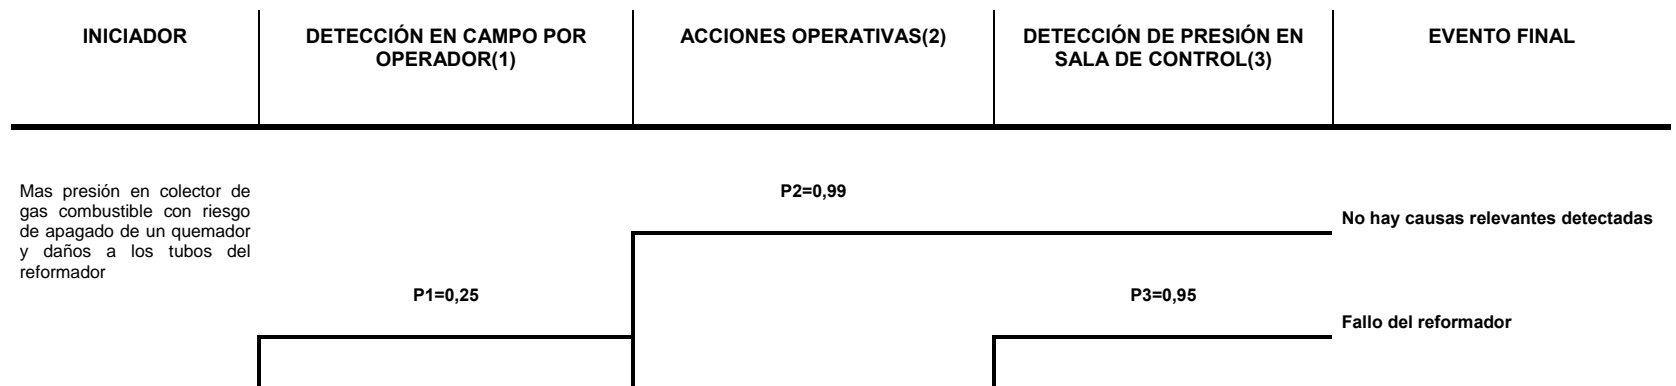 INICIADOR
DETECCIÓN EN CAMPO POR
OPERADOR(1)
ACCIONES OPERATIVAS(2)
DETECCIÓN DE PRESIÓN EN
SALA DE CONTROL(3)
EVENTO FINAL
Mas presión en colector de
gas combustible con riesgo
de apagado de un quemador
y daños a los tubos del
reformador
P2=0,99
No hay causas relevantes detectadas
P1=0,25
P3=0,95
Fallo del reformador